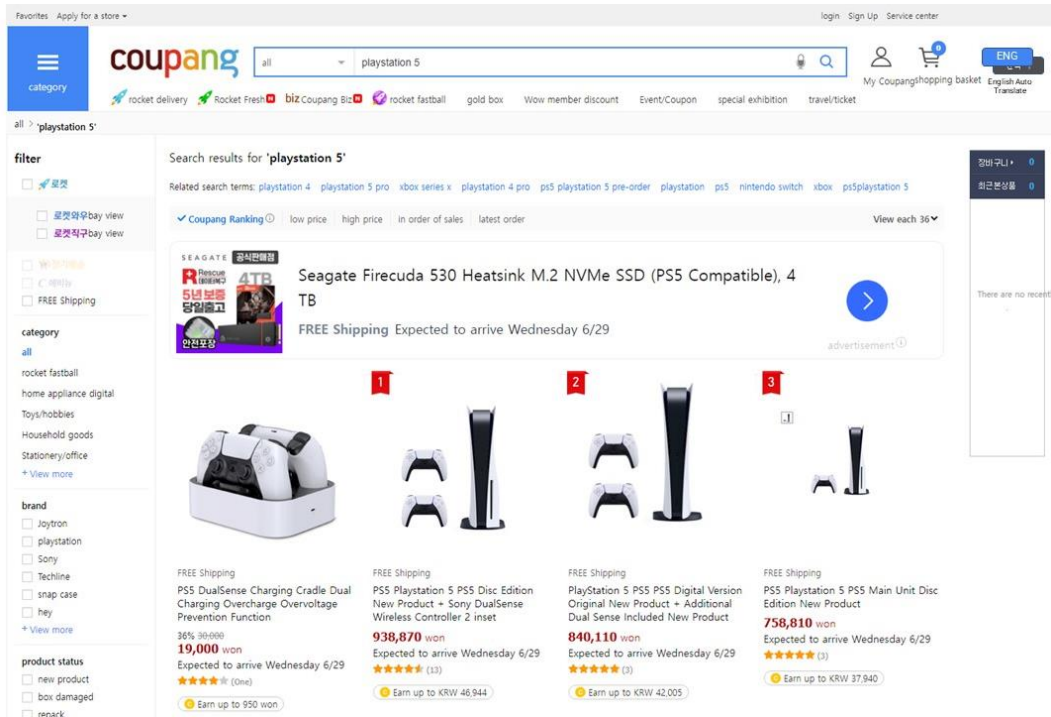 Favorites Apply for a store
login Sign Up Service center
category
coupang
all
playstation 5
My Coupang
0
shopping basket
ENG
English Auto
Translate
rocket delivery Rocket Fresh biz Coupang Biz rocket fastball gold box Wow member discount Event/Coupon special exhibition travel/ticket
all > 'playstation 5'
filter
로켓
로켓와우bay view
로켓직구bay view
FREE Shipping
category
all
rocket fastball
home appliance digital
Toys/hobbies
Household goods
Stationery/office
+ View more
brand
Joytron
playstation
Sony
Techline
snap case
hey
+ View more
product status
new product
box damaged
repack
Search results for 'playstation 5'
Related search terms: playstation 4 playstation 5 pro xbox series x playstation 4 pro ps5 playstation 5 pre-order playstation ps5 nintendo switch xbox ps5playstation 5
Coupang Ranking low price high price in order of sales latest order
View each 36
SEAGATE 공식판매점
Rescue
데이터복구
4TB
5년보증
당일출고
안전포장
Seagate Firecuda 530 Heatsink M.2 NVMe SSD (PS5 Compatible), 4
TB
FREE Shipping Expected to arrive Wednesday 6/29
advertisement
FREE Shipping
PS5 DualSense Charging Cradle Dual
Charging Overcharge Overvoltage
Prevention Function
36% 30,000
19,000 won
Expected to arrive Wednesday 6/29
(One)
Earn up to 950 won
1
FREE Shipping
PS5 Playstation 5 PS5 Disc Edition
New Product + Sony DualSense
Wireless Controller 2 inset
938,870 won
Expected to arrive Wednesday 6/29
(13)
Earn up to KRW 46,944
2
FREE Shipping
PlayStation 5 PS5 PS5 Digital Version
Original New Product + Additional
Dual Sense Included New Product
840,110 won
Expected to arrive Wednesday 6/29
(3)
Earn up to KRW 42,005
3
.1
FREE Shipping
PS5 Playstation 5 PS5 Main Unit Disc
Edition New Product
758,810 won
Expected to arrive Wednesday 6/29
(3)
Earn up to KRW 37,940
장바구니 0
최근본상품 0
There are no recent